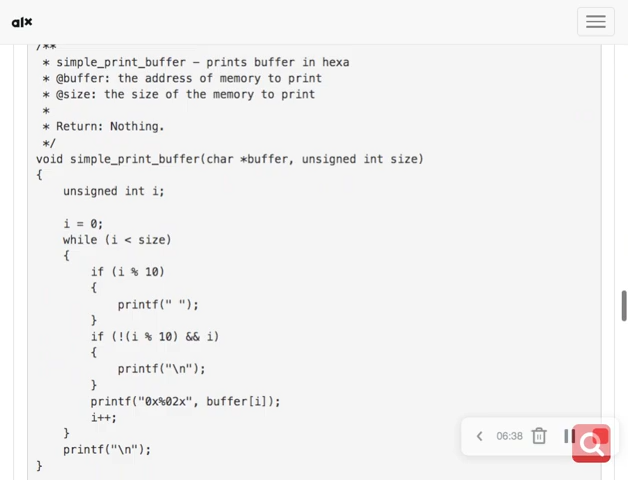 alx
/**
 * simple_print_buffer - prints buffer in hexa
 * @buffer: the address of memory to print
 * @size: the size of the memory to print
 *
 * Return: Nothing.
 */
void simple_print_buffer(char *buffer, unsigned int size)
{
    unsigned int i;

    i = 0;
    while (i < size)
    {
        if (i % 10)
        {
            printf(" ");
        }
        if (!(i % 10) && i)
        {
            printf("\n");
        }
        printf("0x%02x", buffer[i]);
        i++;
    }
    printf("\n");
}
06:38